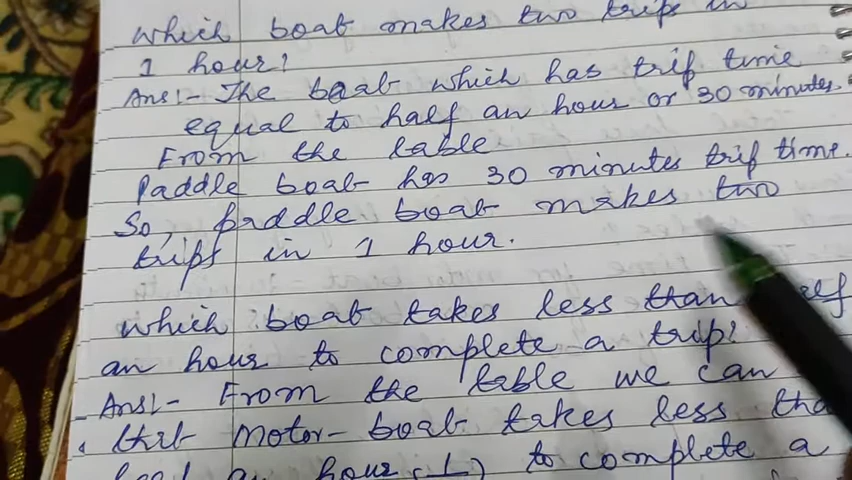 which boat makes two trips in
1 hour?
Ans:- The boat which has trip time
equal to half an hour or 30 minutes.
From the table
Paddle boat has 30 minutes trip time.
So, paddle boat makes two
trips in 1 hour.
which boat takes less than half
an hour to complete a trip?
Ans:- From the table we can
that Motor-boat takes less tha
an hour (1 to complete a